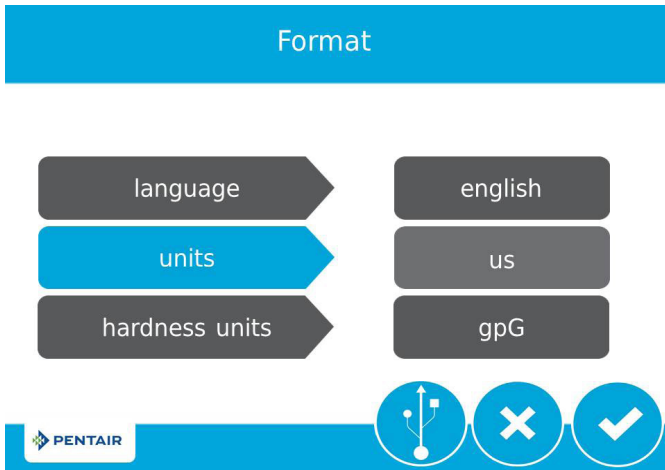 Format
language
english
units
us
hardness units
gpG
PENTAIR